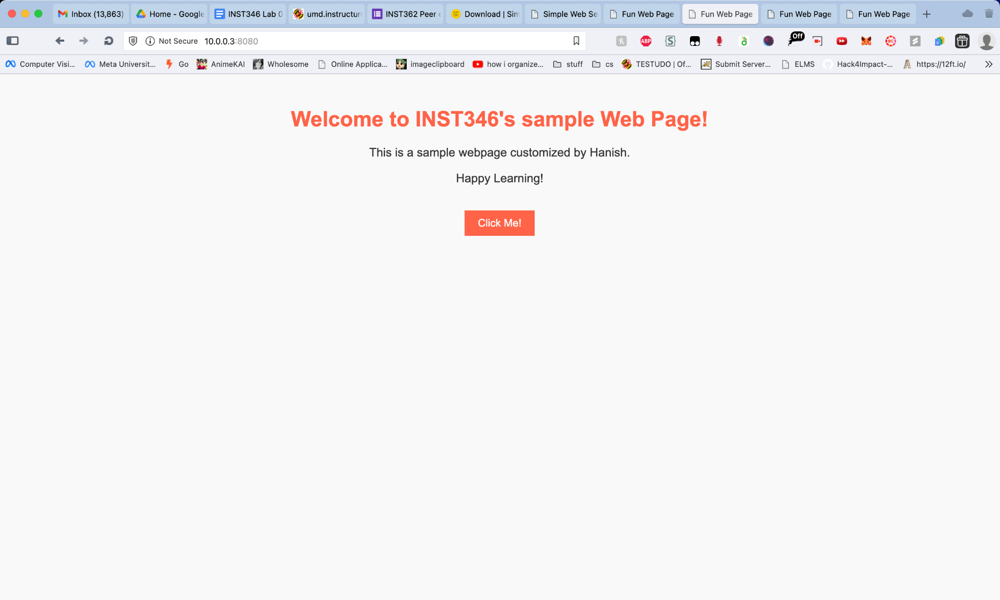 Inbox (13,863)
Home - Google
INST346 Lab 0
umd.instructur
INST362 Peer e
Download | Sim
Simple Web Se
Fun Web Page
Fun Web Page
Fun Web Page
Fun Web Page
Not Secure 10.0.0.3:8080
ABP
Off
BC
Computer Visi...
Meta Universit...
Go
AnimeKAI
Wholesome
Online Applica...
imageclipboard
how i organize...
stuff
cs
TESTUDO | Of...
Submit Server...
ELMS
Hack4Impact-...
https://12ft.io/
Welcome to INST346's sample Web Page!
This is a sample webpage customized by Hanish.
Happy Learning!
Click Me!